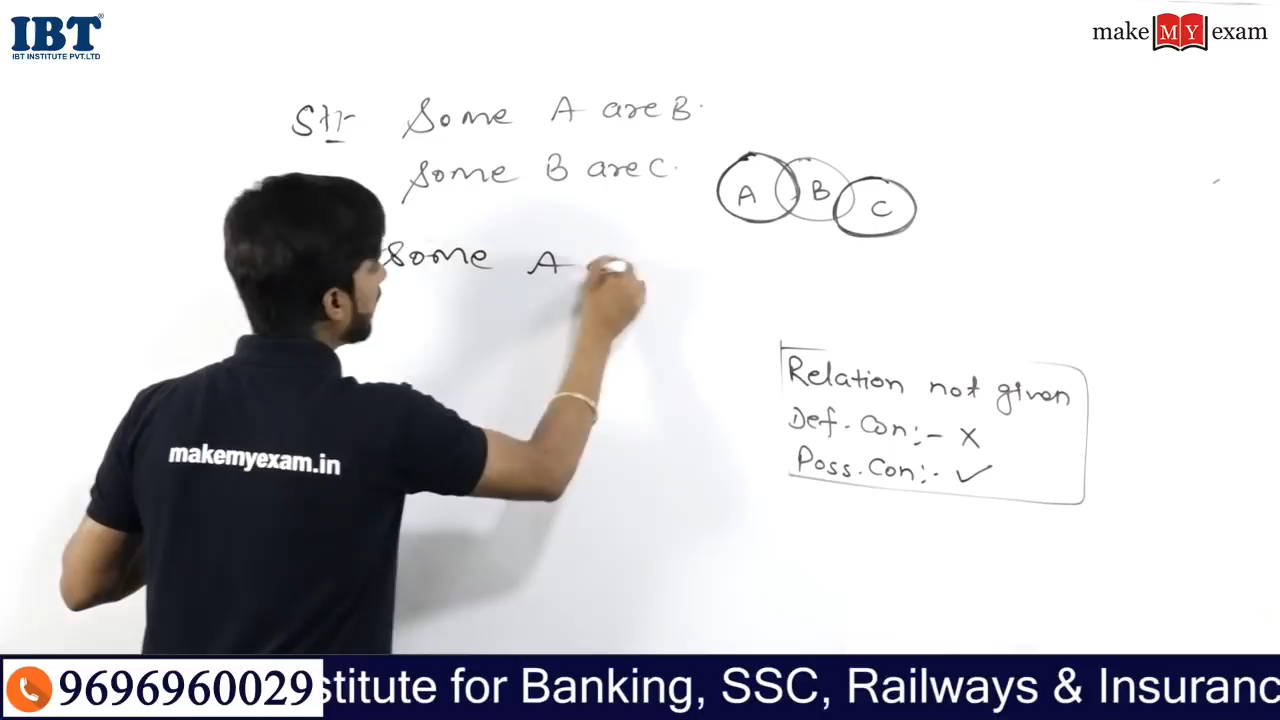 IBT
IBT INSTITUTE PVT.LTD
make MY exam
Stt- Some A are B.
Some B are C.
A B C
Some A
Relation not given
Def. Con:- ×
Poss. Con:- ✓
makemyexam.in
9696960029
stitute for Banking, SSC, Railways & Insuranc